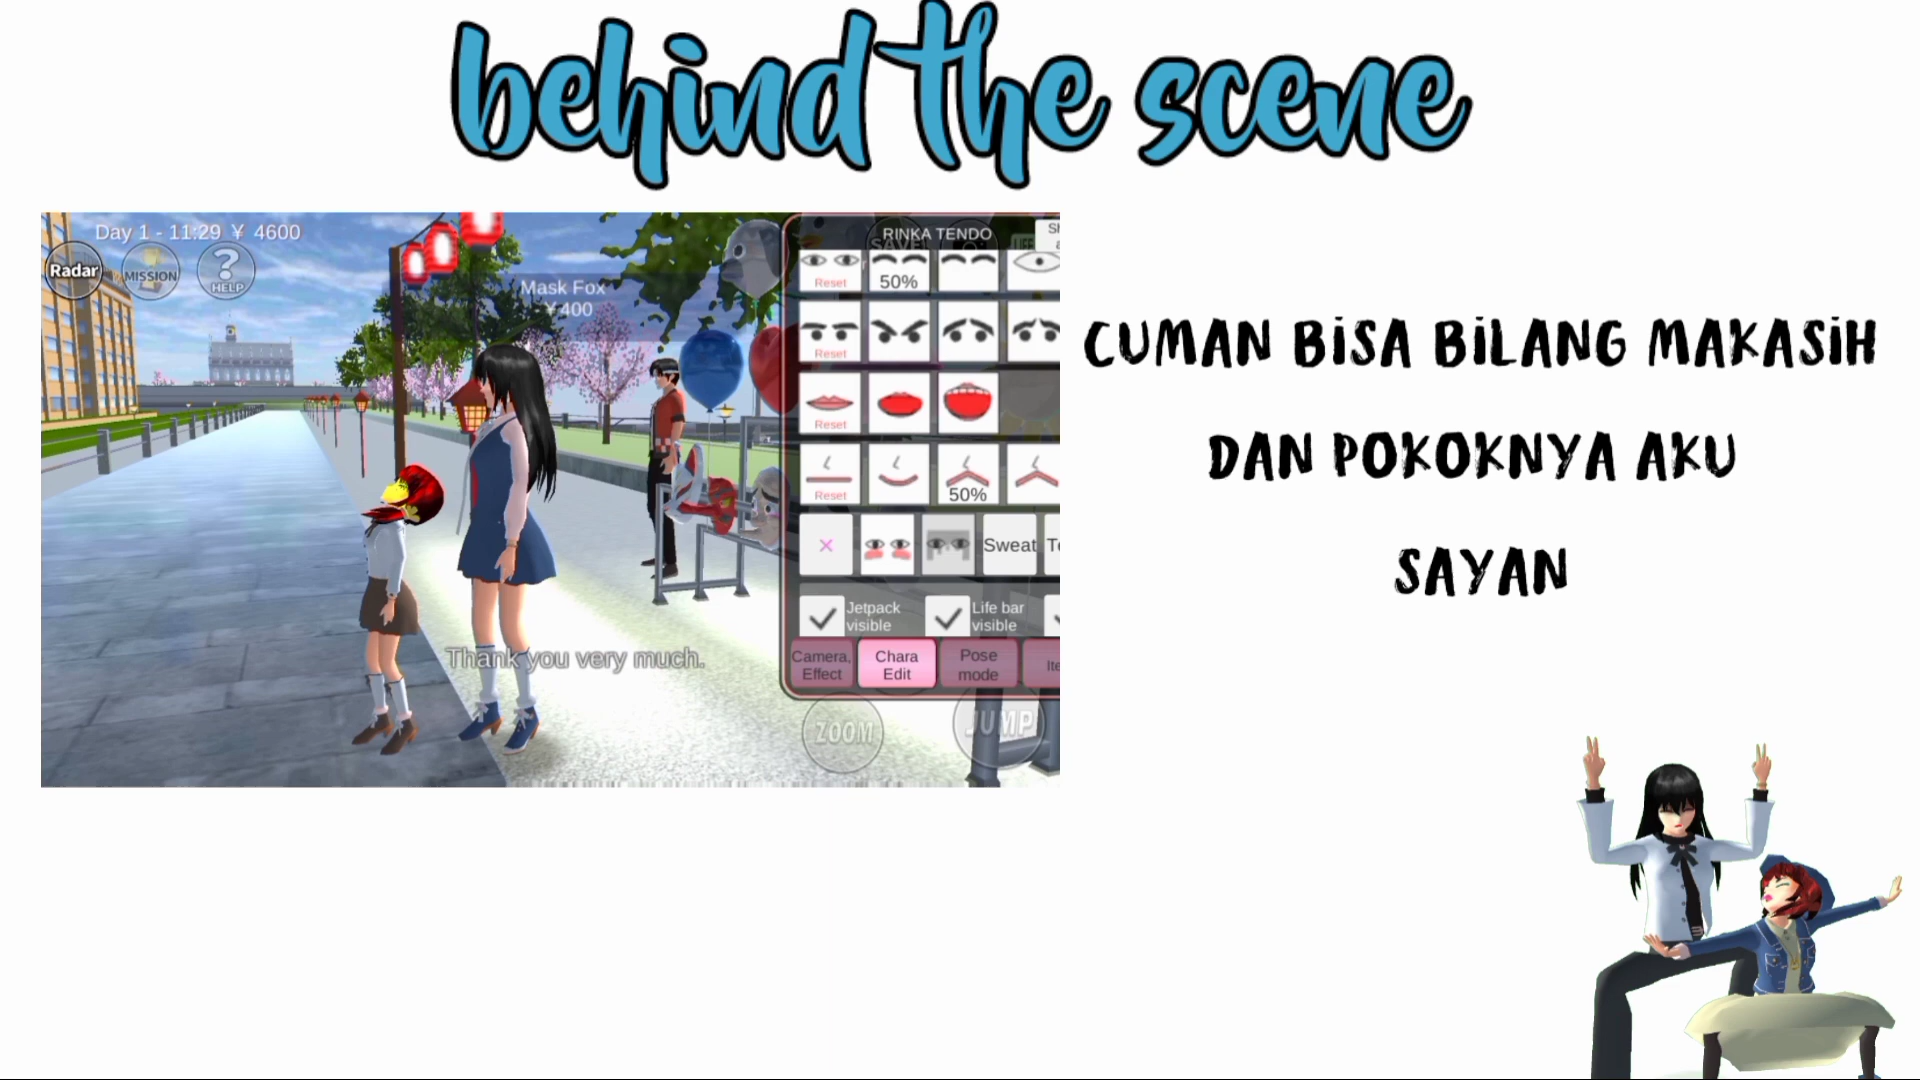 behind the scene
Day 1 - 11:29 ¥ 4600
Radar
MISSION
?
HELP
Mask Fox
¥400
RINKA TENDO
SAVE
LIFE
Reset
50%
Reset
Reset
Reset
50%
Sweat
Jetpack visible
Life bar visible
Camera, Effect
Chara Edit
Pose mode
Thank you very much.
ZOOM
JUMP
CUMAN BISA BILANG MAKASIH
DAN POKOKNYA AKU
SAYAN